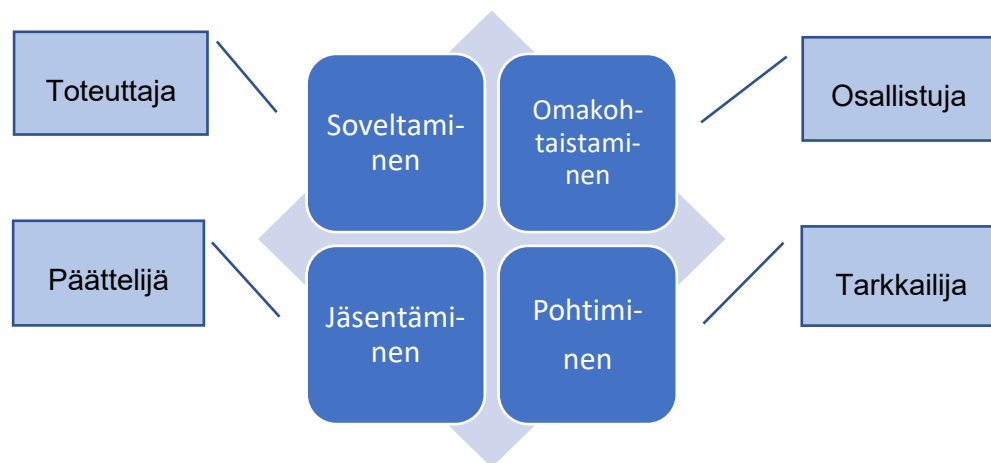 Toteuttaja
Soveltami-
nen
Omakoh-
taistami-
nen
Osallistuja
Päättelijä
Jäsentämi-
nen
Pohtimi-
nen
Tarkkailija